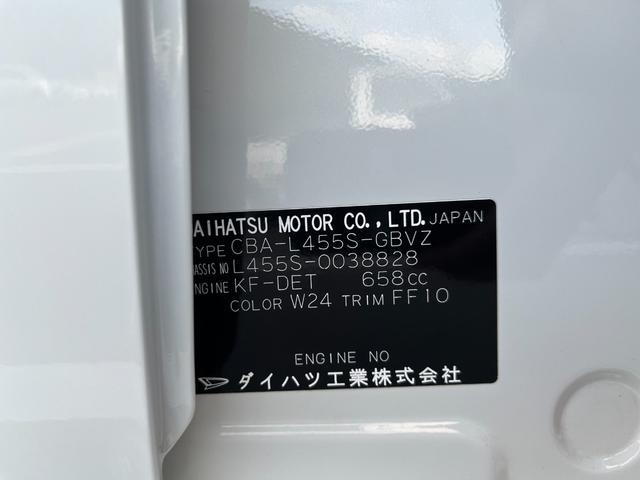 AIHATSU MOTOR CO.,LTD. JAPAN
TYPE CBA-L455S-GBVZ
ASSIS NO L455S-0038828
NGINE KF-DET 658cc
COLOR W24 TRIM FF10
ENGINE NO
ダイハツ工業株式会社